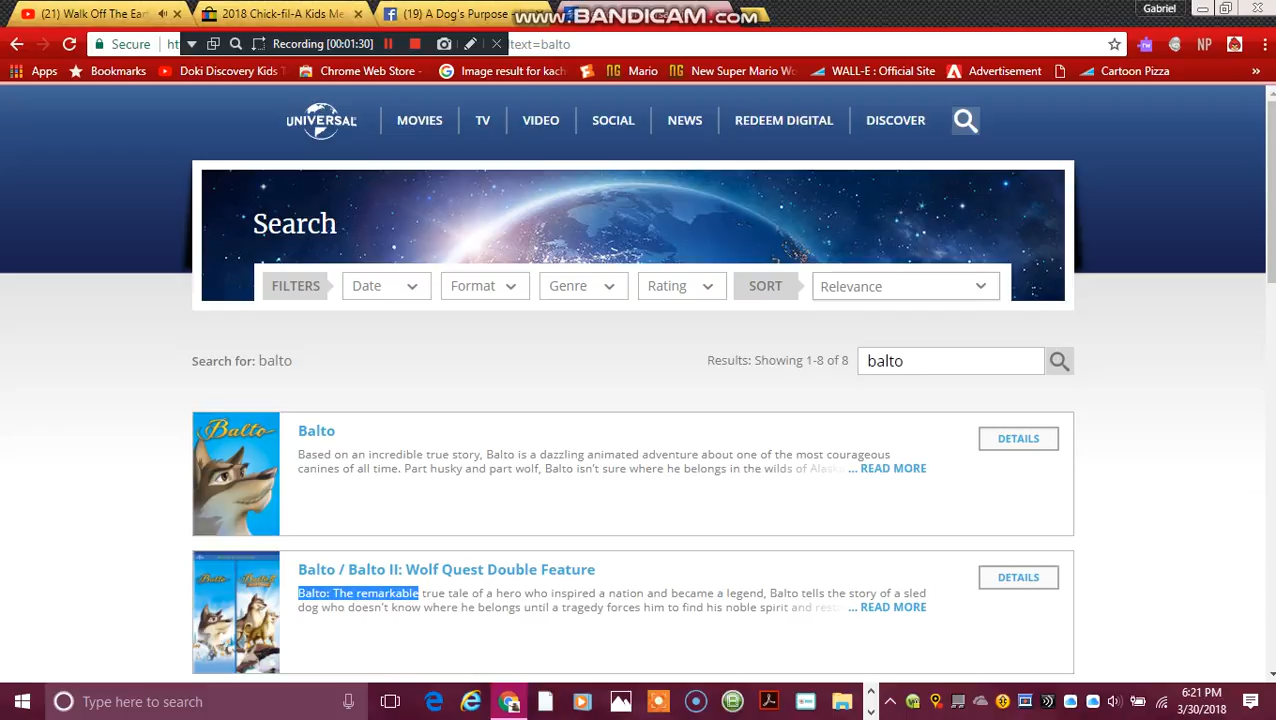 (21) Walk Off The Ear
2018 Chick-fil-A Kids Me
(19) A Dog's Purpose
www.BANDICAM.com
Gabriel
Secure
ht
Recording [00:01:30]
text=balto
NP
Apps
Bookmarks
Doki Discovery Kids
Chrome Web Store
Image result for kach
Mario
New Super Mario Wo
WALL-E : Official Site
Advertisement
Cartoon Pizza
»
UNIVERSAL
MOVIES
TV
VIDEO
SOCIAL
NEWS
REDEEM DIGITAL
DISCOVER
Search
FILTERS
Date
Format
Genre
Rating
SORT
Relevance
Search for: balto
Results: Showing 1-8 of 8
balto
Balto
Balto
DETAILS
Based on an incredible true story, Balto is a dazzling animated adventure about one of the most courageous
canines of all time. Part husky and part wolf, Balto isn't sure where he belongs in the wilds of Alaska ... READ MORE
Balto / Balto II: Wolf Quest Double Feature
DETAILS
Balto: The remarkable true tale of a hero who inspired a nation and became a legend, Balto tells the story of a sled
dog who doesn't know where he belongs until a tragedy forces him to find his noble spirit and rest ... READ MORE
Type here to search
6:21 PM
3/30/2018